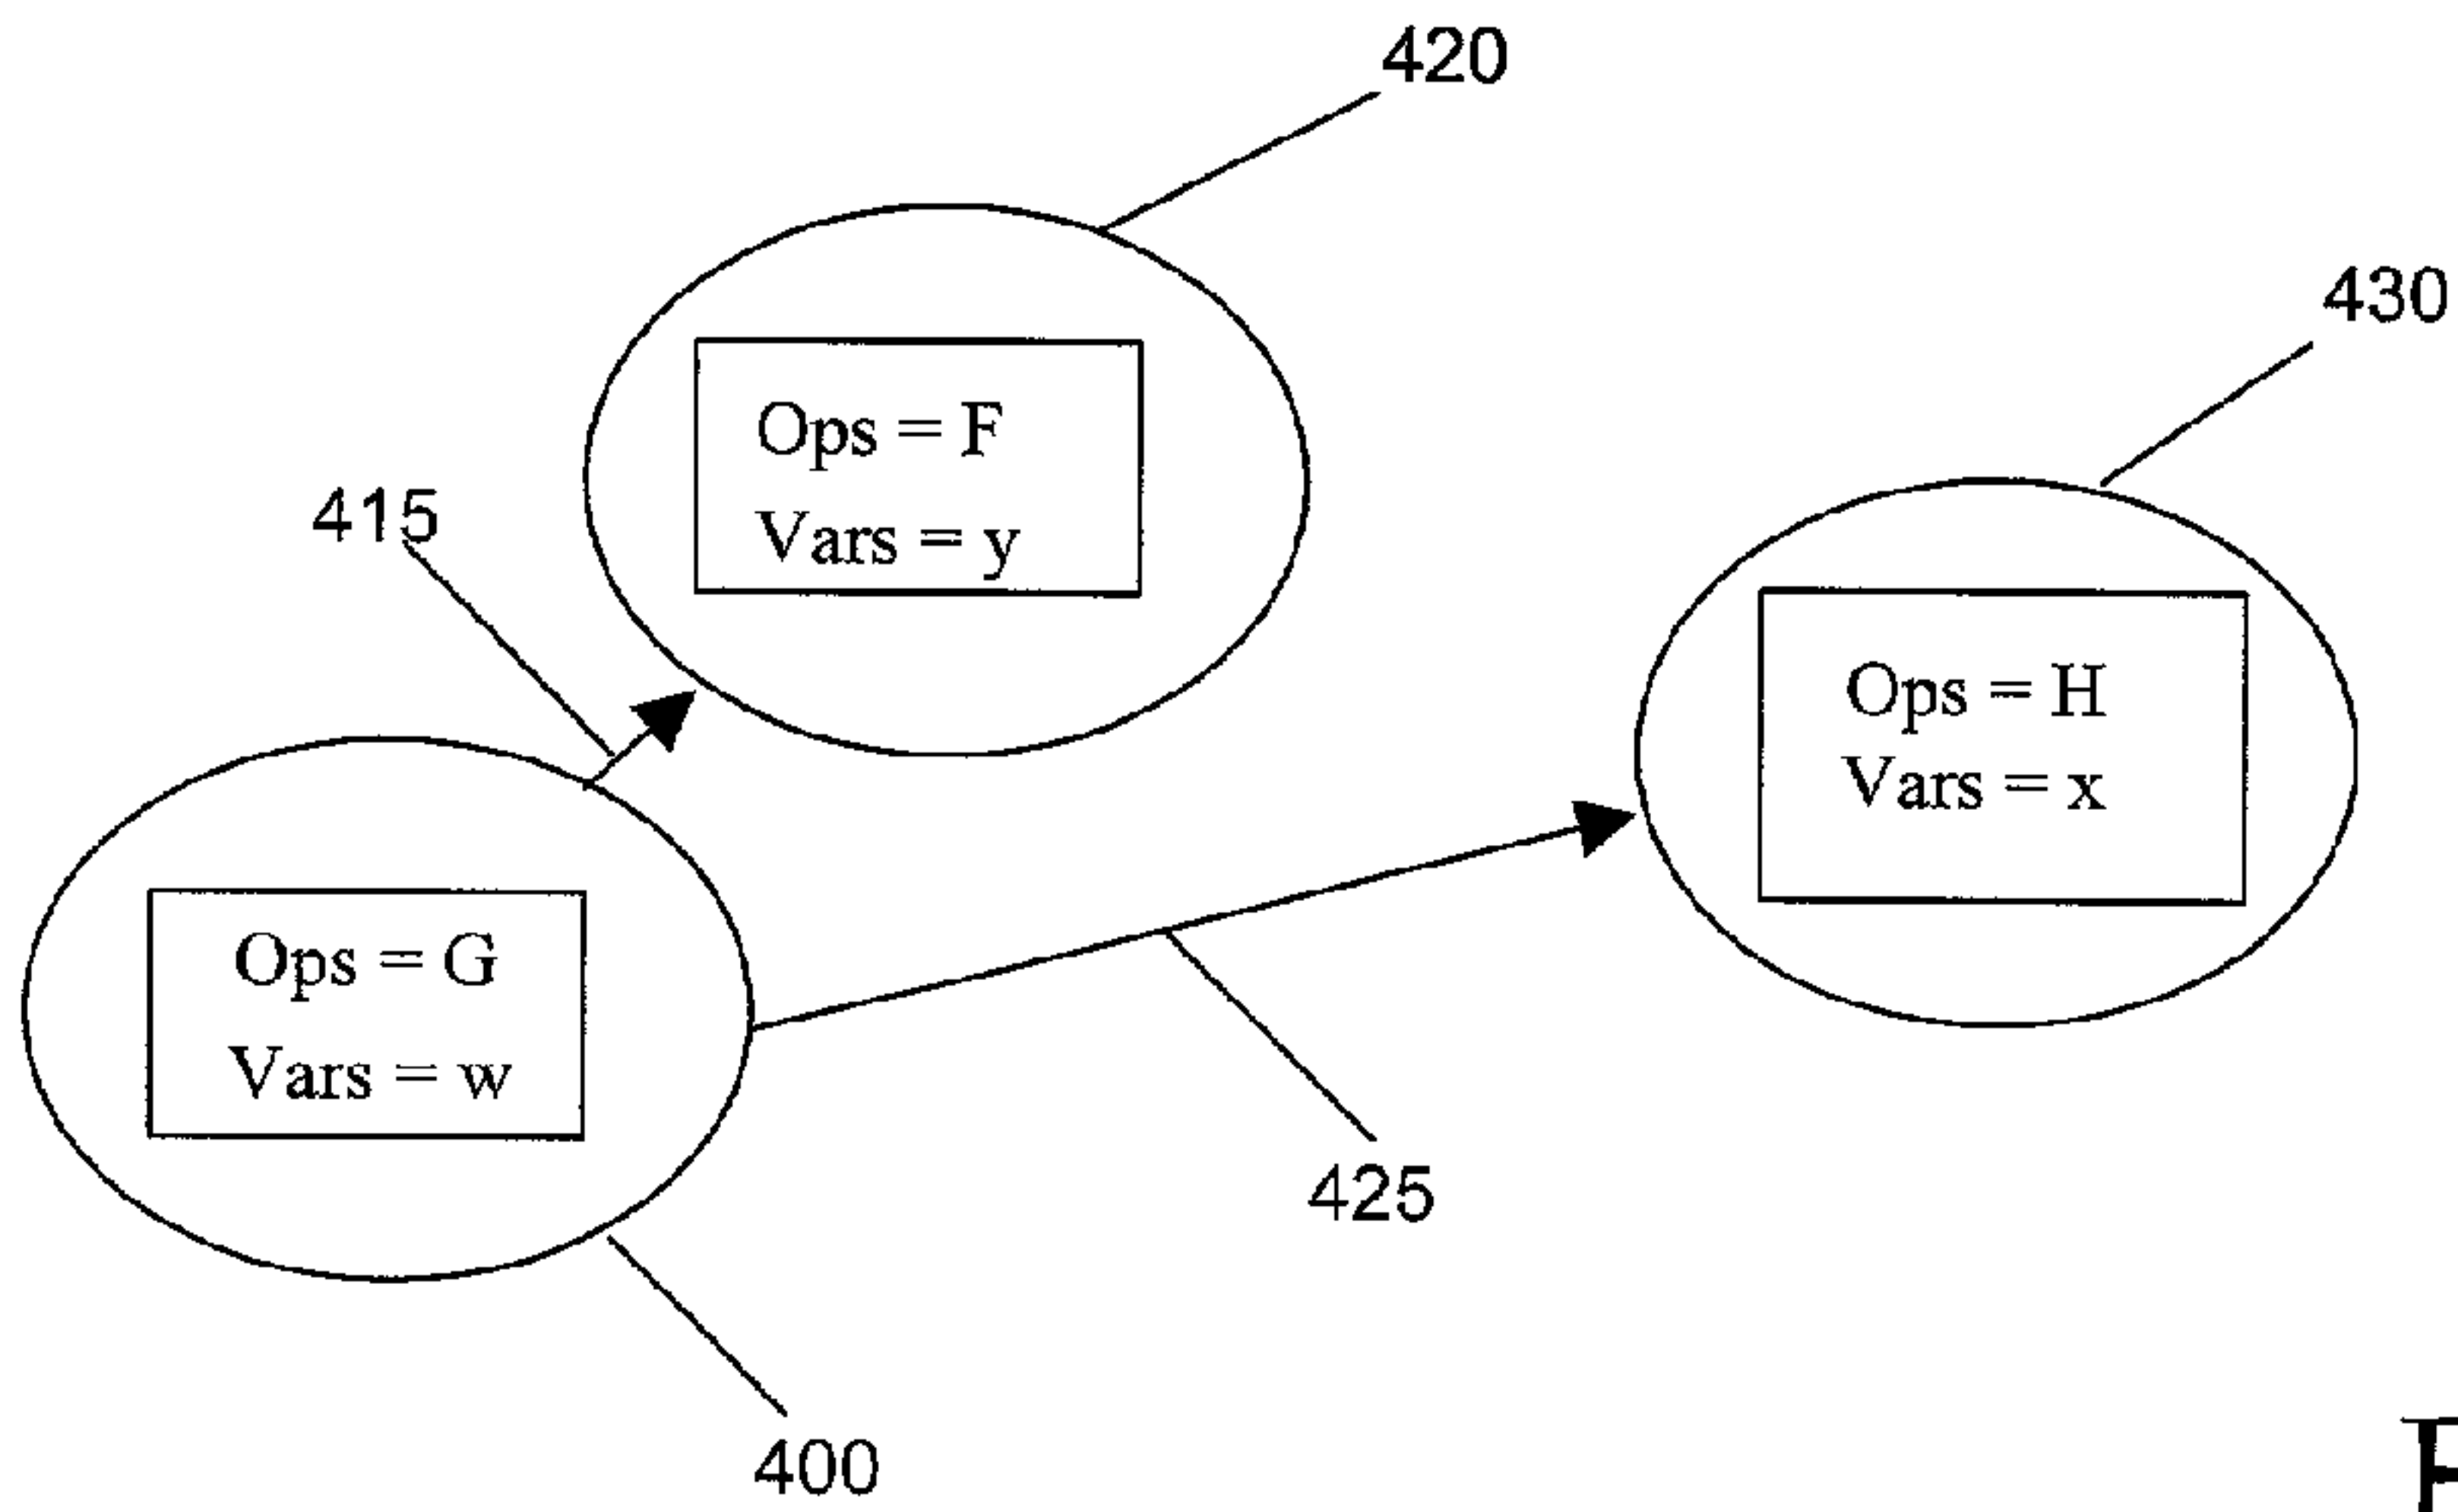 420
430
Ops = F
Vars = y
415
Ops = H
Vars = x
Ops = G
Vars = w
425
400